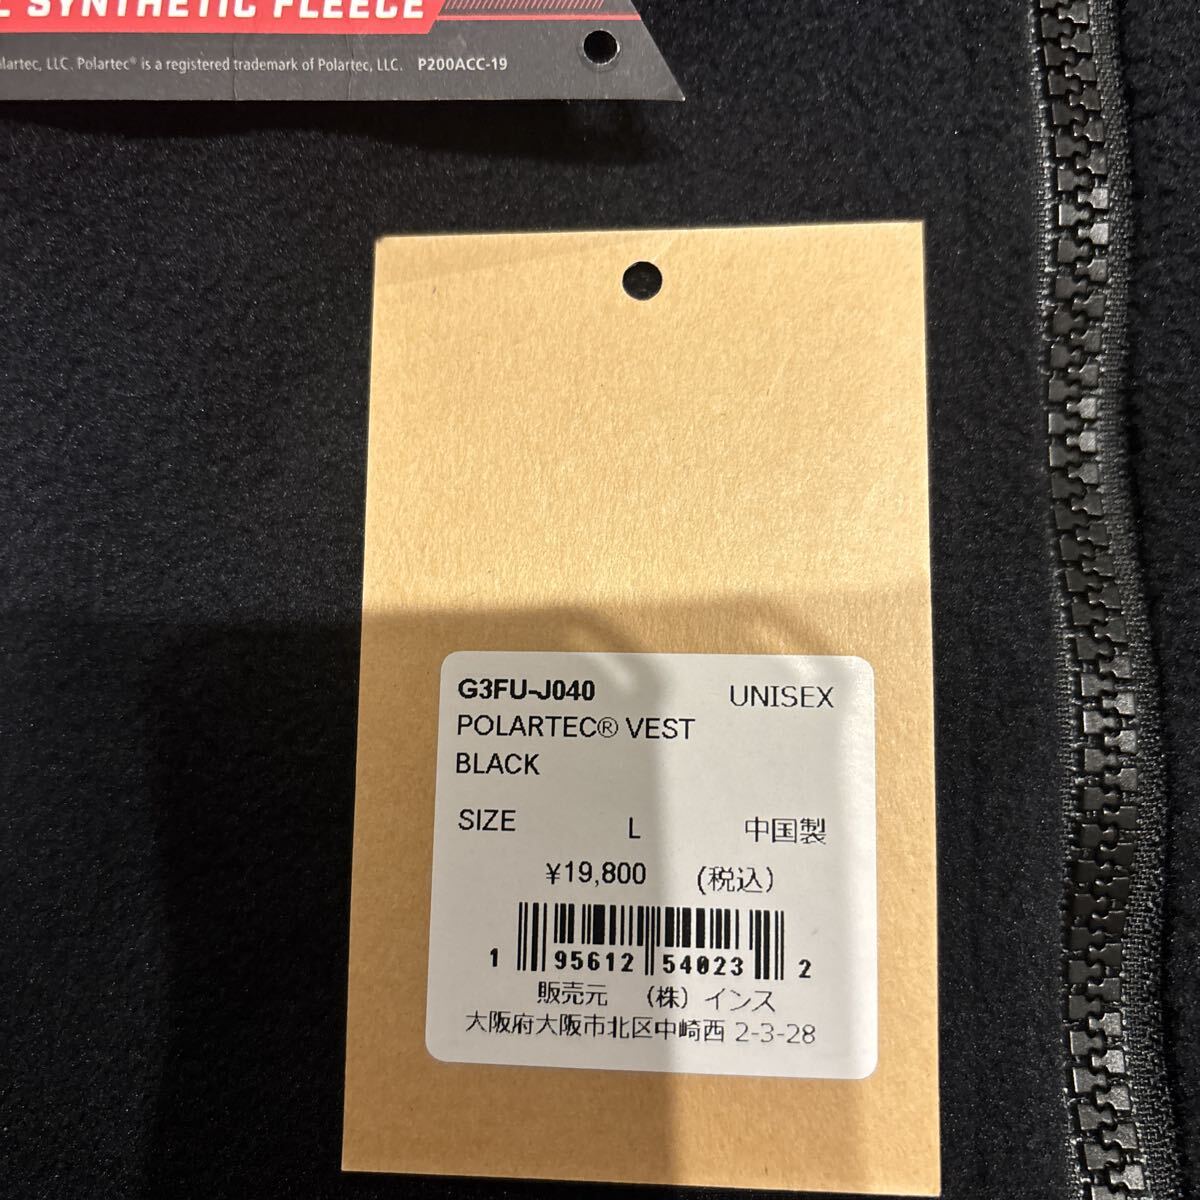 SYNTHETIC FLEECE
LLC. Polartec® is a registered trademark of Polartec, LLC. P200ACC-19
G3FU-J040 UNISEX
POLARTEC® VEST
BLACK
SIZE L 中国製
¥19,800 (税込)
1 95612 54023 2
販売元 (株) インス
大阪府大阪市北区中崎西 2-3-28